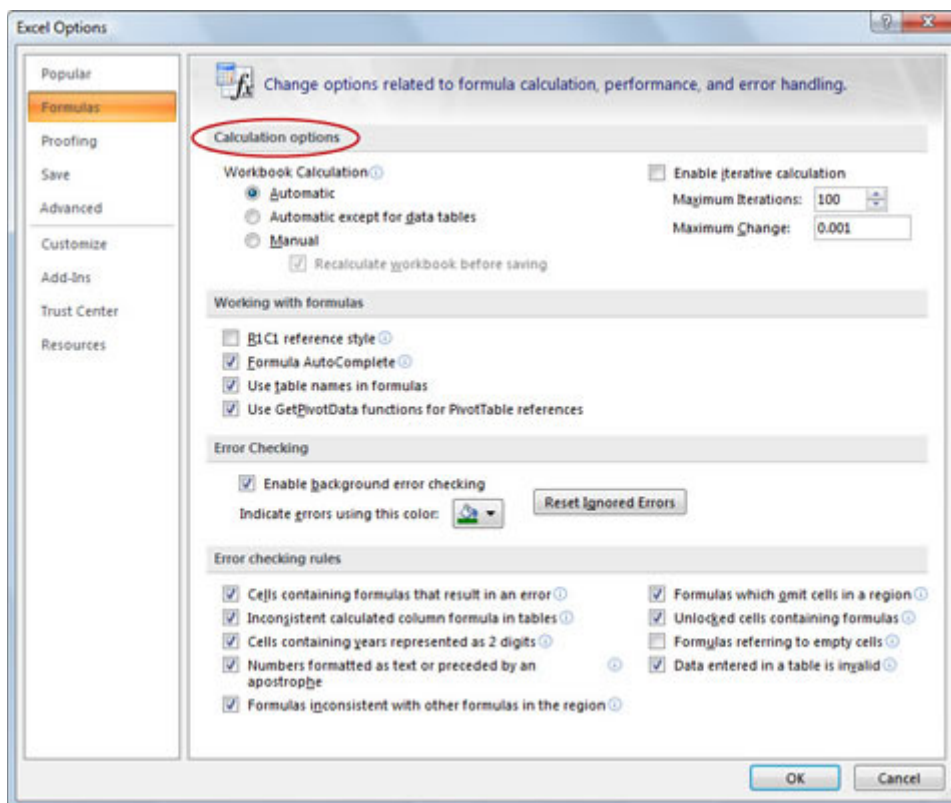 Excel Options
Popular
Formulas
Proofing
Save
Advanced
Customize
Add-Ins
Trust Center
Resources
Change options related to formula calculation, performance, and error handling.
Calculation options
Workbook Calculation
Automatic
Automatic except for data tables
Manual
Recalculate workbook before saving
Enable iterative calculation
Maximum Iterations: 100
Maximum Change: 0.001
Working with formulas
R1C1 reference style
Formula AutoComplete
Use table names in formulas
Use GetPivotData functions for PivotTable references
Error Checking
Enable background error checking
Indicate errors using this color:
Reset Ignored Errors
Error checking rules
Cells containing formulas that result in an error
Inconsistent calculated column formula in tables
Cells containing years represented as 2 digits
Numbers formatted as text or preceded by an
apostrophe
Formulas inconsistent with other formulas in the region
Formulas which omit cells in a region
Unlocked cells containing formulas
Formulas referring to empty cells
Data entered in a table is invalid
OK
Cancel